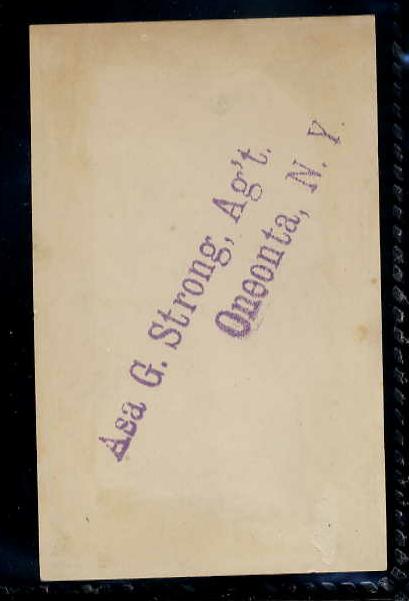 Asa G. Strong, Ag't.
Oneonta, N. Y.